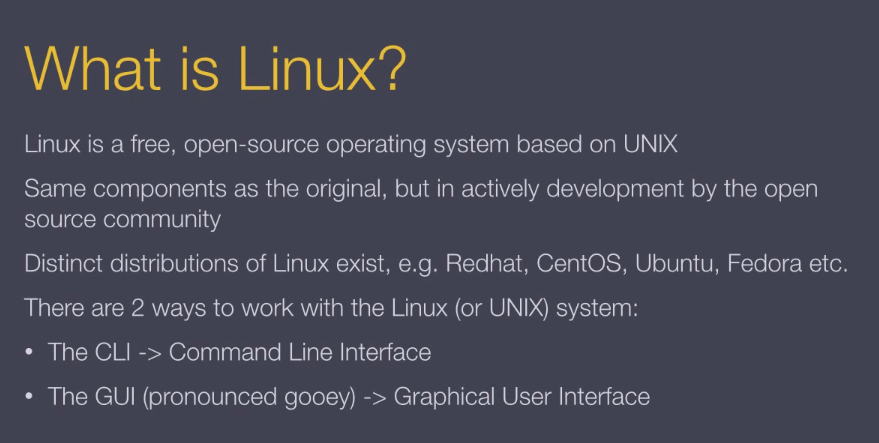 What is Linux?
Linux is a free, open-source operating system based on UNIX
Same components as the original, but in actively development by the open
source community
Distinct distributions of Linux exist, e.g. Redhat, CentOS, Ubuntu, Fedora etc.
There are 2 ways to work with the Linux (or UNIX) system:
• The CLI -> Command Line Interface
• The GUI (pronounced gooey) -> Graphical User Interface